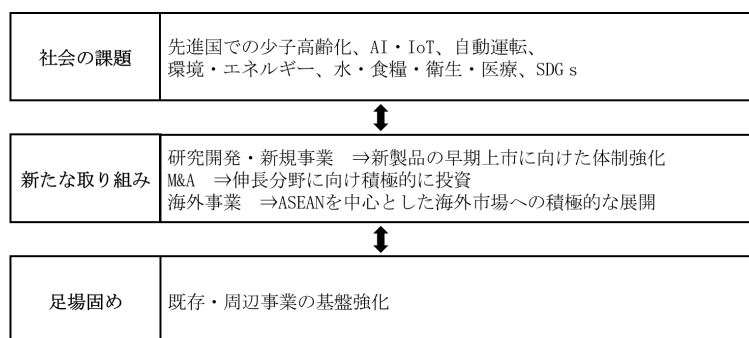 社会の課題
先進国での少子高齢化、AI・IoT、自動運転、
環境・エネルギー、水・食糧・衛生・医療、SDGs
新たな取り組み
研究開発・新規事業　⇒新製品の早期上市に向けた体制強化
M&A　⇒伸長分野に向け積極的に投資
海外事業　⇒ASEANを中心とした海外市場への積極的な展開
足場固め
既存・周辺事業の基盤強化